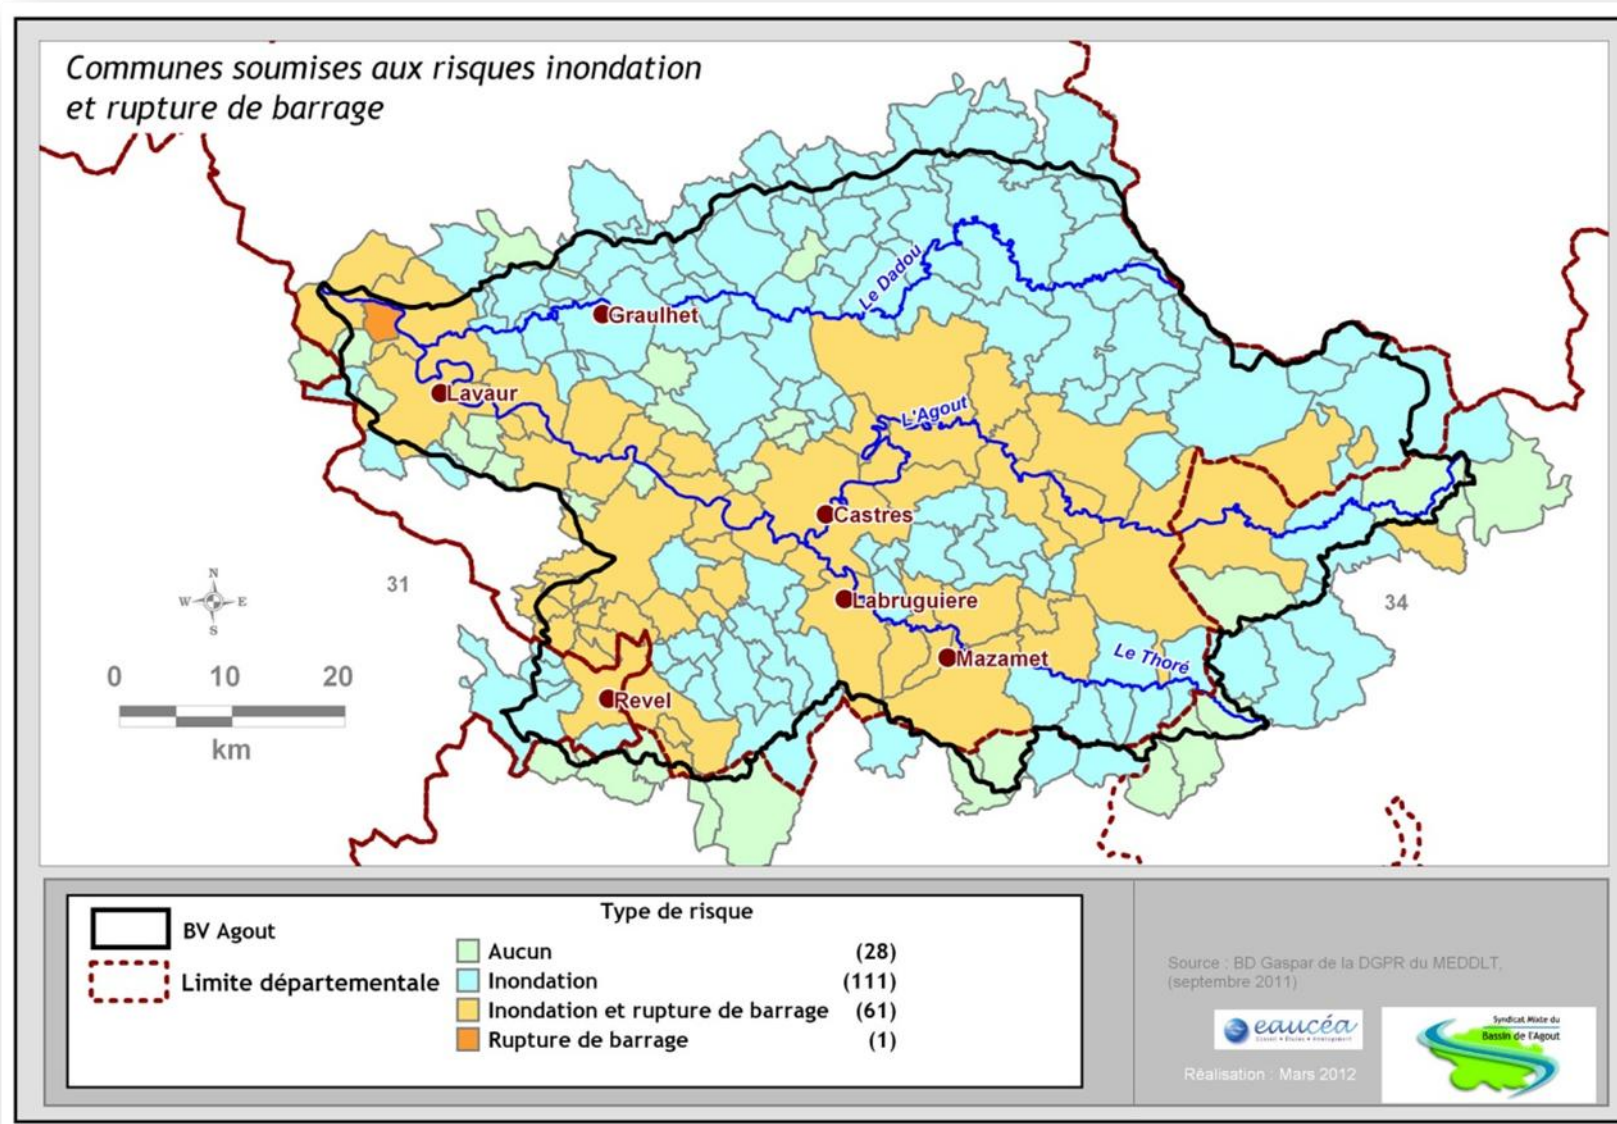 Communes soumises aux risques inondation
et rupture de barrage
Le Dadou
Graulhet
Lavaur
L'Agout
Castres
31
N
W E
S
Labruguiere
34
Mazamet
Le Thoré
0 10 20
km
Revel
BV Agout
Limite départementale
Type de risque
Aucun (28)
Inondation (111)
Inondation et rupture de barrage (61)
Rupture de barrage (1)
Source : BD Gaspar de la DGPR du MEDDLT,
(septembre 2011)
eaucéa
Conseil • Etudes • Développement
Réalisation : Mars 2012
Syndicat Mixte du
Bassin de l'Agout